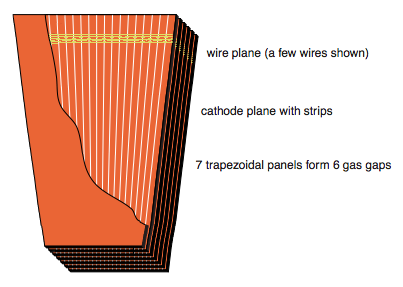 wire plane (a few wires shown)
cathode plane with strips
7 trapezoidal panels form 6 gas gaps